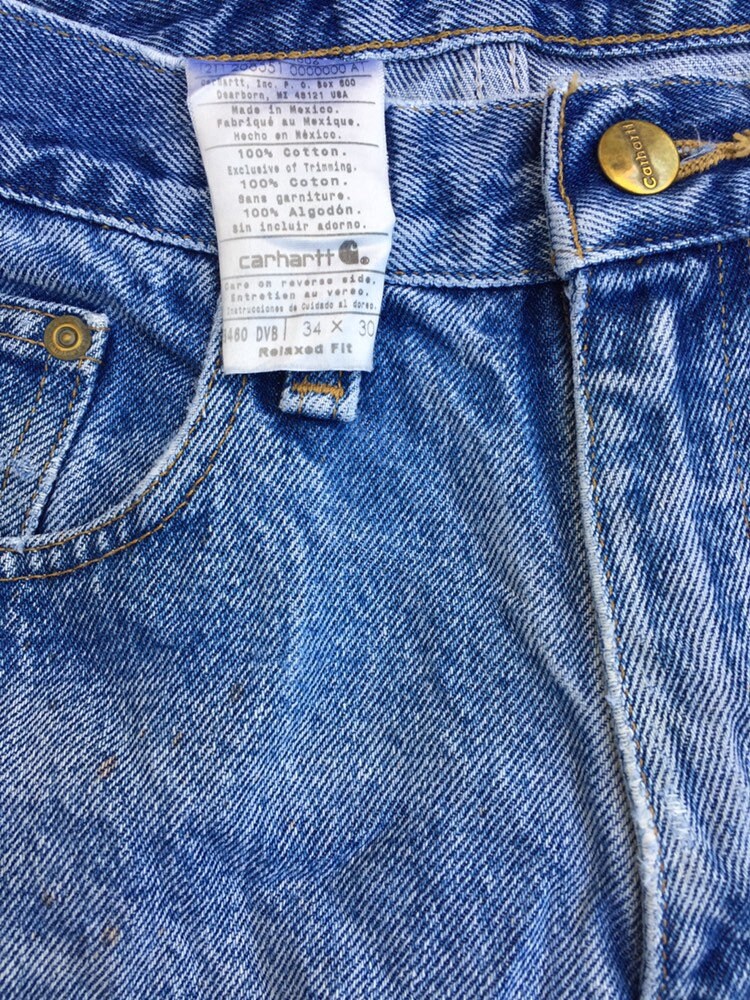 0000000 A1
Inc. P. O. Box 600
Dearborn, MI 48121 USA
Made in Mexico.
Fabriqué au Mexique.
Hecho en México.
100% Cotton.
Exclusive of Trimming.
100% Coton.
Sans garniture.
100% Algodón.
Sin incluir adorno.
carhartt ®
Care on reverse side.
Entretien au verso.
Instrucciones de Cuidado al dorso.
DVB 34 X 30
Relaxed Fit
Carhartt